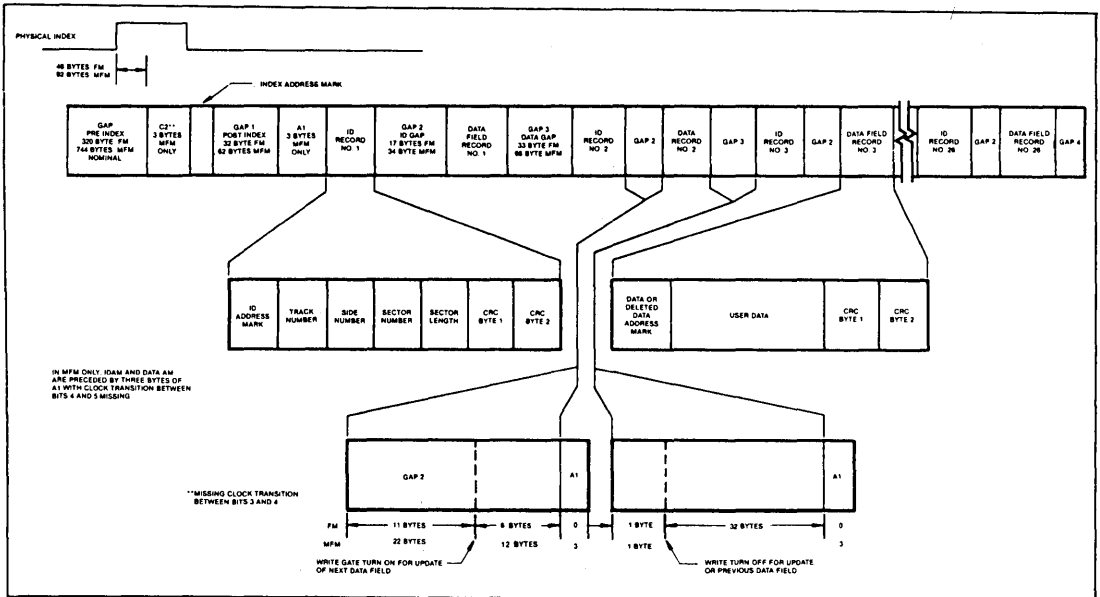 PHYSICAL INDEX
46 BYTES FM
92 BYTES MFM
INDEX ADDRESS MARK
GAP
PRE INDEX
320 BYTE FM
744 BYTES MFM
NOMINAL
C2**
3 BYTES
MFM
ONLY
GAP 1
POST INDEX
32 BYTE FM
62 BYTES MFM
A1
3 BYTES
MFM
ONLY
ID
RECORD
NO. 1
GAP 2
ID GAP
17 BYTES FM
34 BYTE MFM
DATA
FIELD
RECORD
NO. 1
GAP 3
DATA GAP
33 BYTE FM
66 BYTE MFM
ID
RECORD
NO. 2
GAP 2
DATA
RECORD
NO. 2
GAP 3
ID
RECORD
NO. 3
GAP 2
DATA FIELD
RECORD
NO. 3
ID
RECORD
NO. 26
GAP 2
DATA FIELD
RECORD
NO. 26
GAP 4
ID
ADDRESS
MARK
TRACK
NUMBER
SIDE
NUMBER
SECTOR
NUMBER
SECTOR
LENGTH
CRC
BYTE 1
CRC
BYTE 2
DATA OR
DELETED
DATA
ADDRESS
MARK
USER DATA
CRC
BYTE 1
CRC
BYTE 2
IN MFM ONLY, IDAM AND DATA AM
ARE PRECEDED BY THREE BYTES OF
A1 WITH CLOCK TRANSITION BETWEEN
BITS 4 AND 5 MISSING
**MISSING CLOCK TRANSITION
BETWEEN BITS 3 AND 4
GAP 2
A1
A1
FM 11 BYTES 6 BYTES 0 1 BYTE 32 BYTES 0
MFM 22 BYTES 12 BYTES 3 1 BYTE 3
WRITE GATE TURN ON FOR UPDATE
OF NEXT DATA FIELD
WRITE TURN OFF FOR UPDATE
OR PREVIOUS DATA FIELD